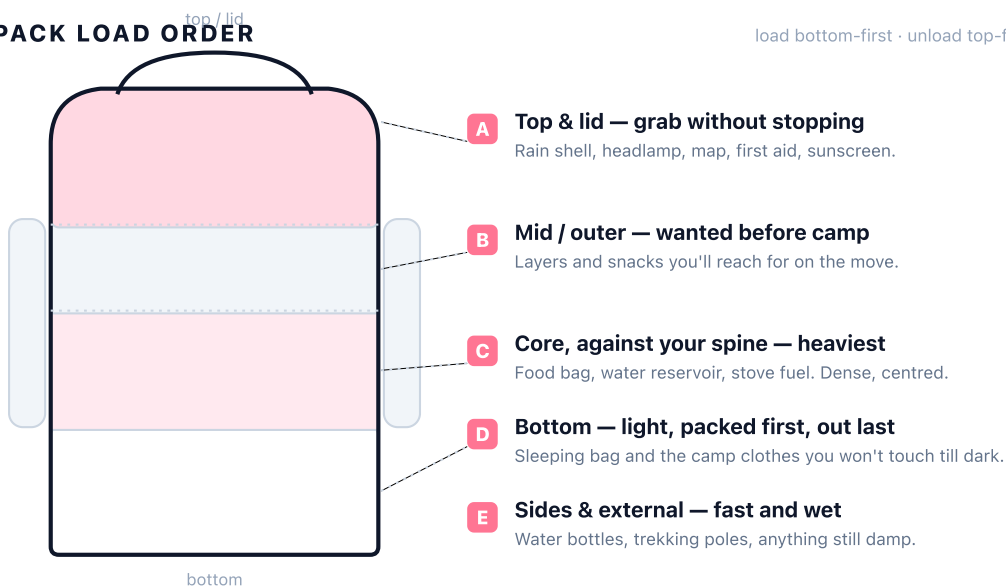 top / lid
PACK LOAD ORDER
load bottom-first · unload top-f
A
Top & lid — grab without stopping
Rain shell, headlamp, map, first aid, sunscreen.
B
Mid / outer — wanted before camp
Layers and snacks you'll reach for on the move.
C
Core, against your spine — heaviest
Food bag, water reservoir, stove fuel. Dense, centred.
D
Bottom — light, packed first, out last
Sleeping bag and the camp clothes you won't touch till dark.
E
Sides & external — fast and wet
Water bottles, trekking poles, anything still damp.
bottom